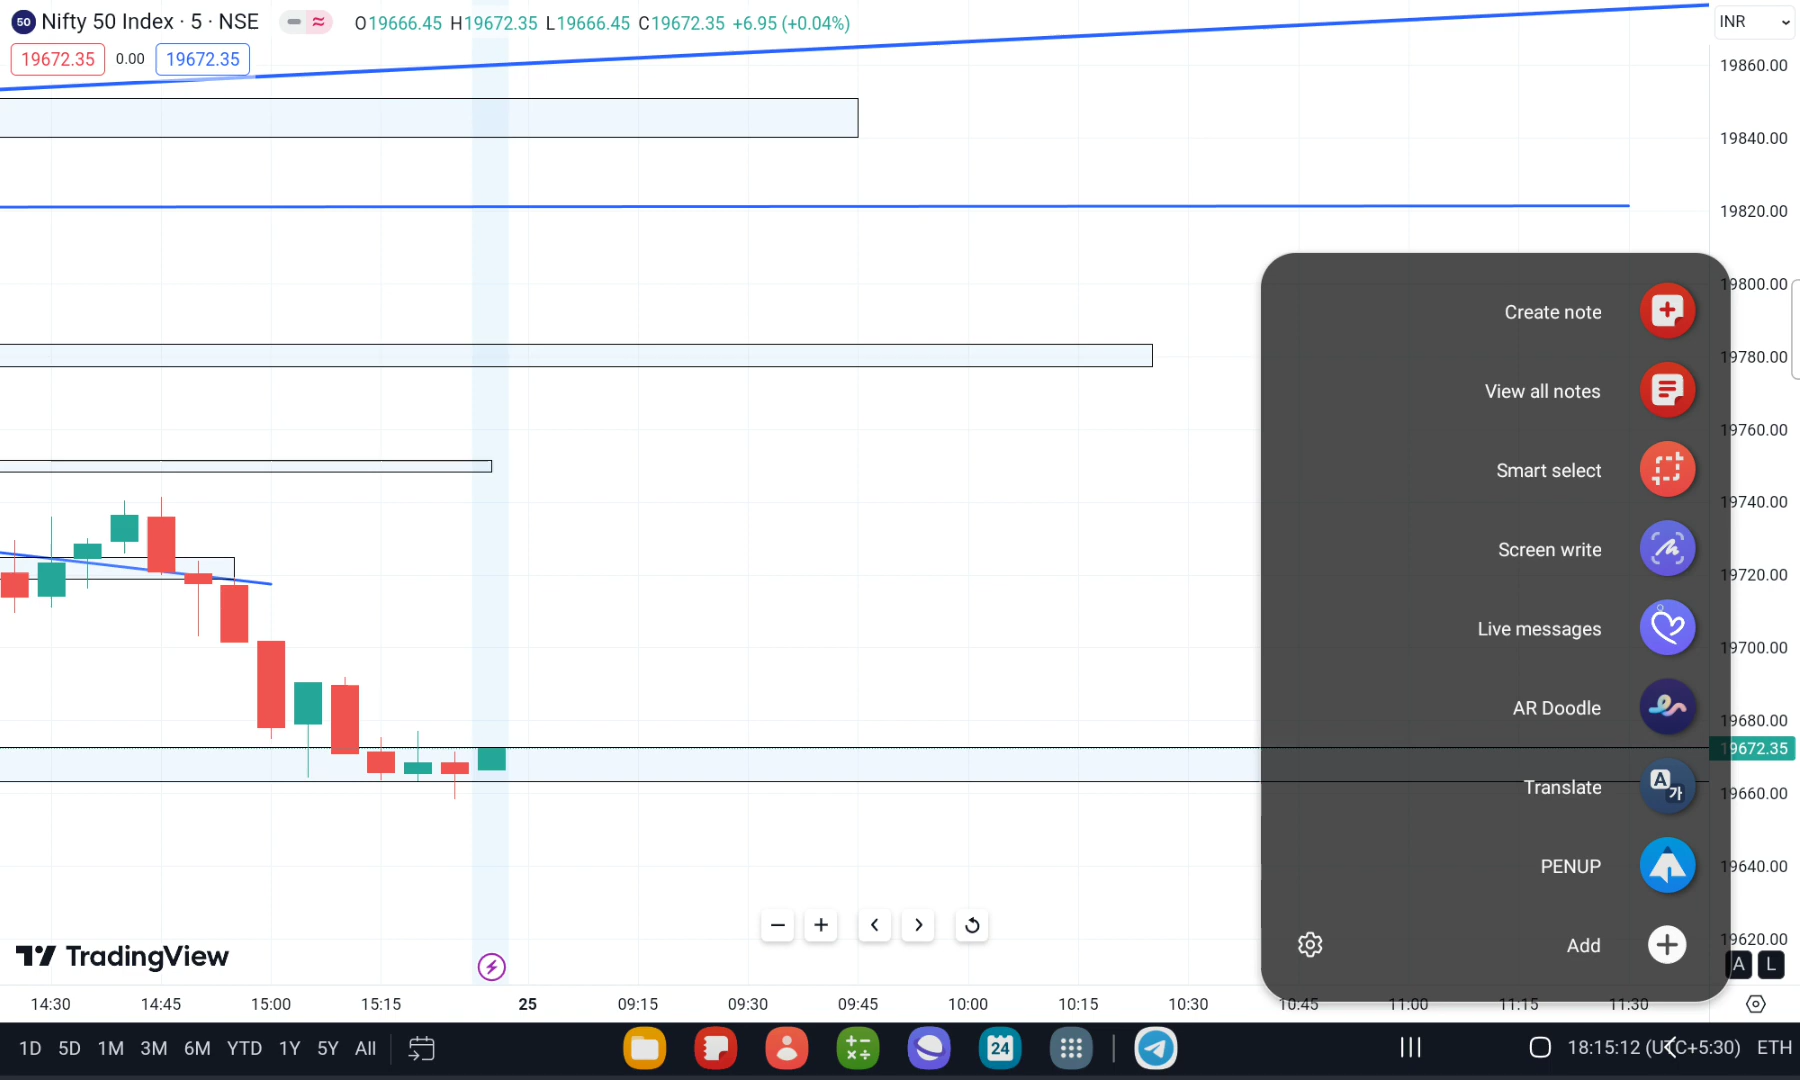 50 Nifty 50 Index · 5 · NSE O19666.45 H19672.35 L19666.45 C19672.35 +6.95 (+0.04%) INR
19672.35 0.00 19672.35
19860.00
19840.00
19820.00
19800.00
19780.00
19760.00
19740.00
19720.00
19700.00
19680.00
19672.35
19660.00
19640.00
19620.00
Create note
View all notes
Smart select
Screen write
Live messages
AR Doodle
Translate
A 가
PENUP
Add
A L
TradingView
14:30 14:45 15:00 15:15 25 09:15 09:30 09:45 10:00 10:15 10:30 10:45 11:00 11:15 11:30
1D 5D 1M 3M 6M YTD 1Y 5Y All 24 18:15:12 (UTC+5:30) ETH